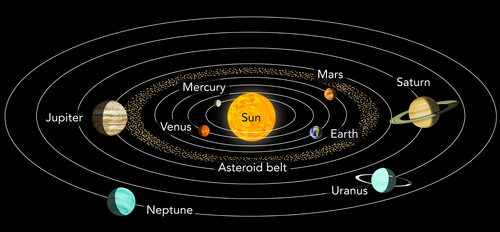 Mars
Saturn
Mercury
Jupiter
Sun
Venus
Earth
Asteroid belt
Uranus
Neptune